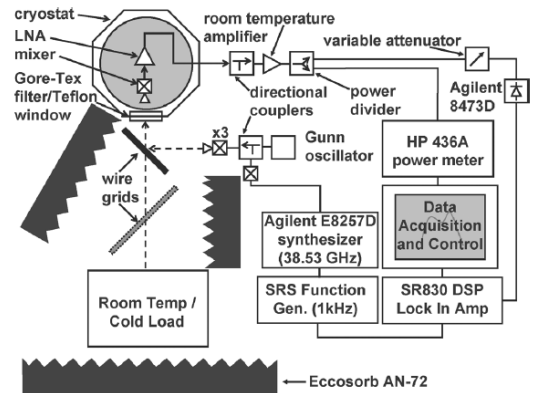 cryostat
LNA
mixer
Gore-Tex
filter/Teflon
window
room temperature
amplifier
variable attenuator
directional
couplers
power
divider
Agilent
8473D
x3
Gunn
oscillator
HP 436A
power meter
wire
grids
Data
Acquisition
and Control
Agilent E8257D
synthesizer
(38.53 GHz)
Room Temp /
Cold Load
SRS Function
Gen. (1kHz)
SR830 DSP
Lock In Amp
Eccosorb AN-72